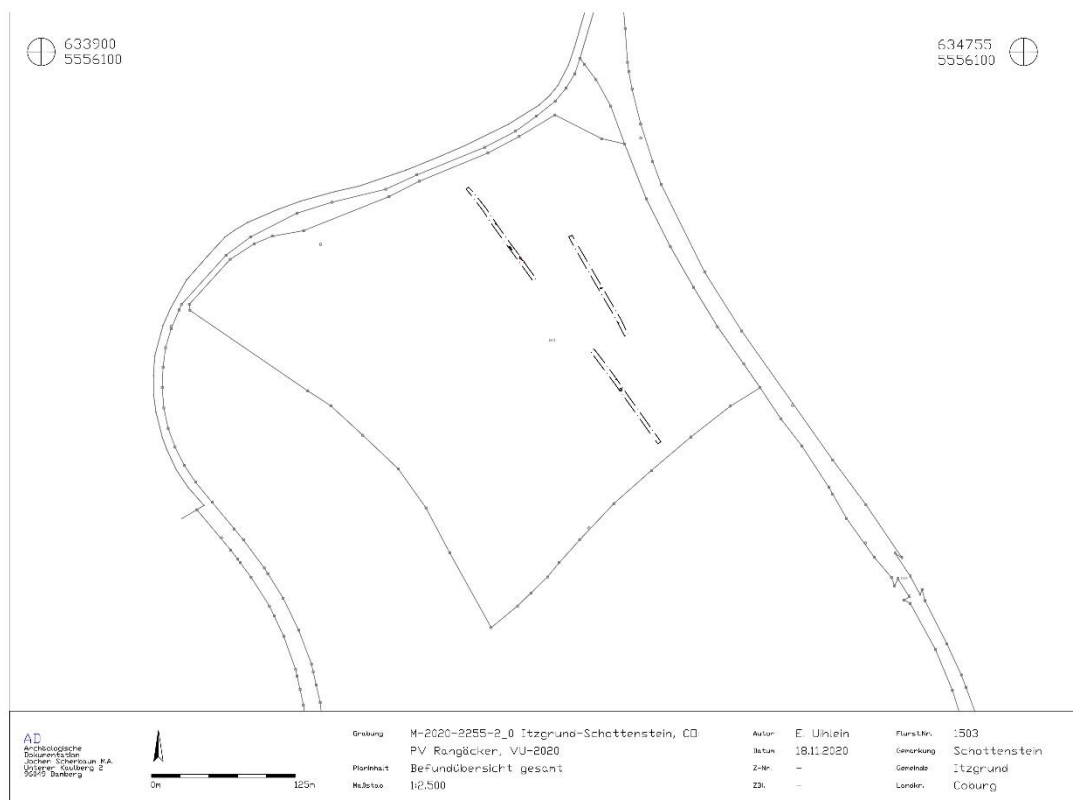 633900
5556100
634755
5556100
AD
Archäologische
Dokumentation
Jochen Scherbaum M.A.
Unterer Kaulberg 2
96049 Bamberg
0m 125m
Grabung M-2020-2255-2_0 Itzgrund-Schottenstein, CO
PV Rangäcker, VU-2020
Planinhalt Befundübersicht gesamt
Maßstab 1:2.500
Autor E. Uihlein
Datum 18.11.2020
Z-Nr. -
ZBl. -
Flurst.Nr. 1503
Gemarkung Schottenstein
Gemeinde Itzgrund
Landkr. Coburg